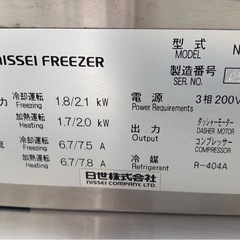 NISSEI FREEZER
型式 MODEL N
製造番号 SERIAL NO.
力 冷却運転 1.8/2.1 kW
加熱運転 Heating 1.7/2.0 kW
電源 Power Requirements 3相200V
流 冷却運転 6.7/7.5 A
加熱運転 Heating 6.7/7.8 A
出力 Output
ダッシャーモーター DASHER MOTOR
コンプレッサー COMPRESSOR
冷媒 Refrigerant R-404A
日世株式会社
NISSEI COMPANY, LTD.